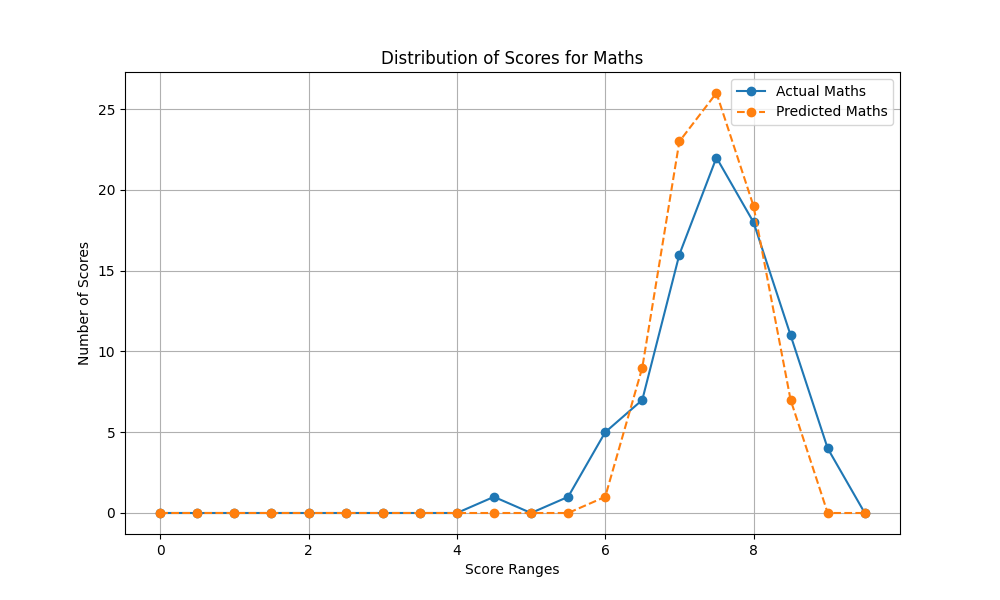 Distribution of Scores for Maths
Actual Maths
Predicted Maths
Number of Scores
25
20
15
10
5
0
0 2 4 6 8
Score Ranges